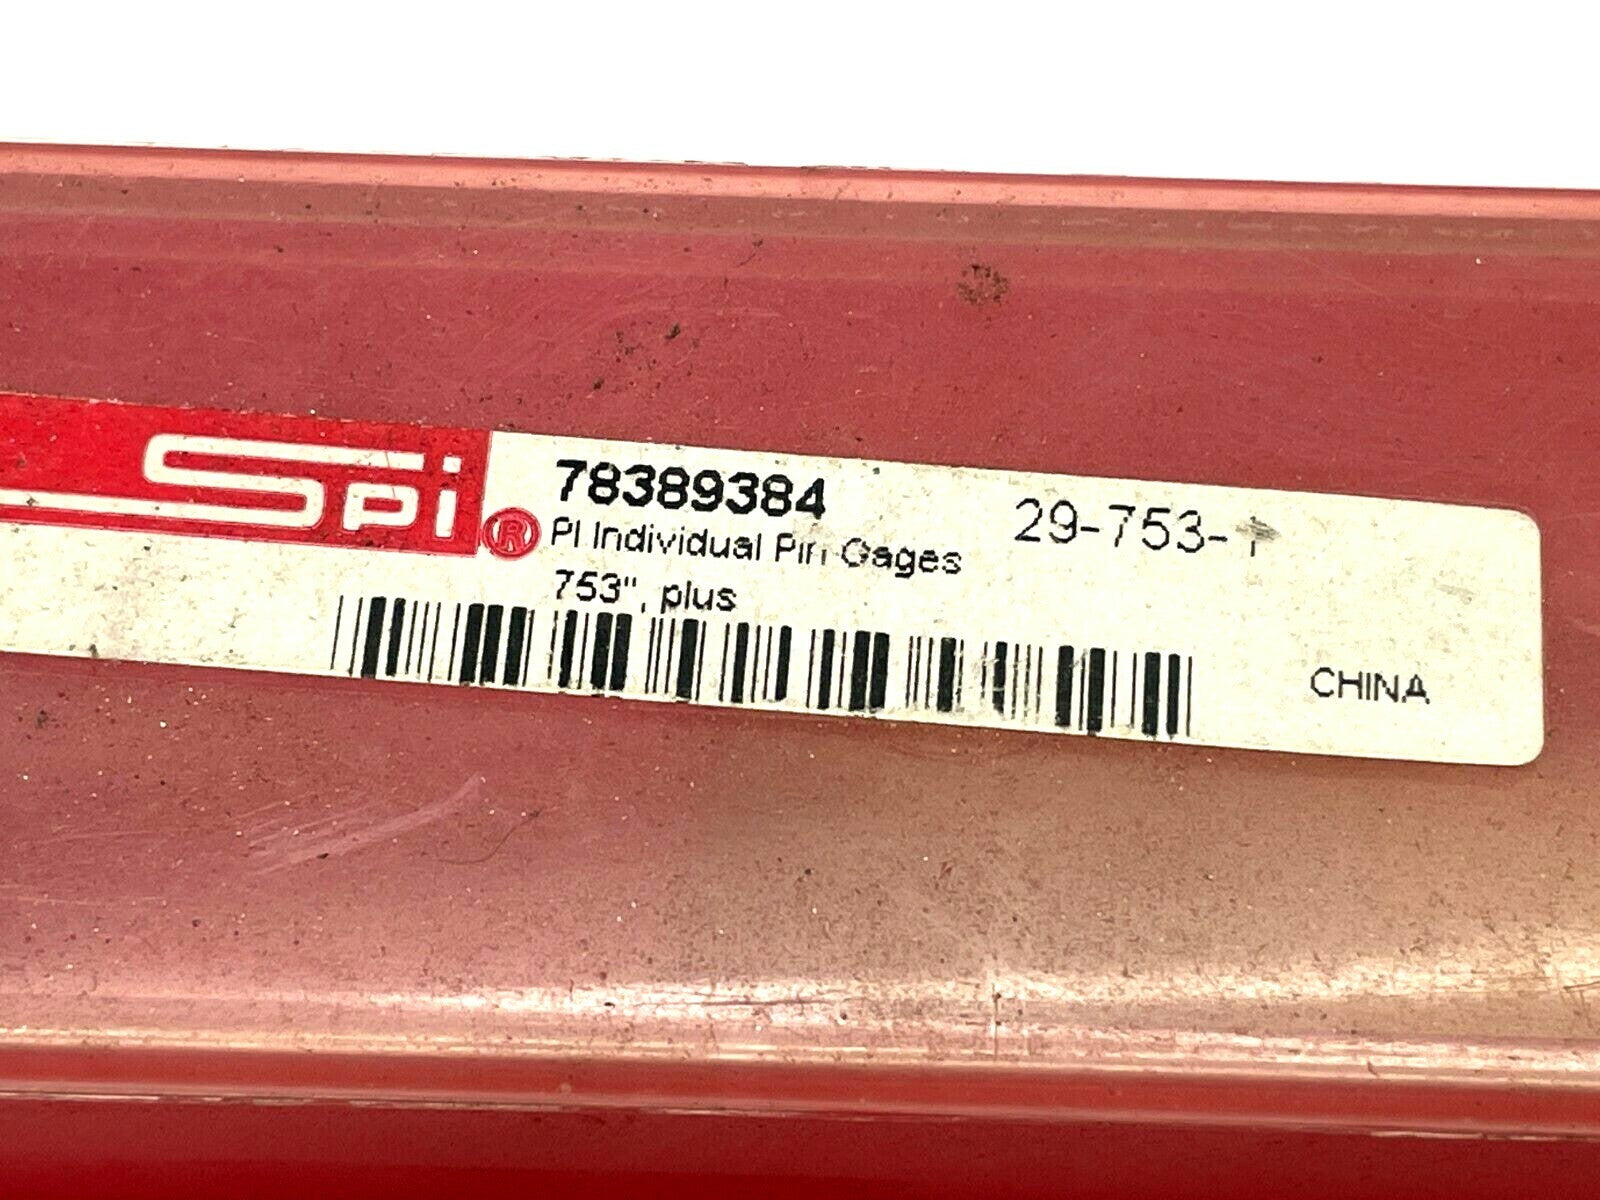 SPi ®
78389384
29-753-
PI Individual Pin Gages
753", plus
CHINA